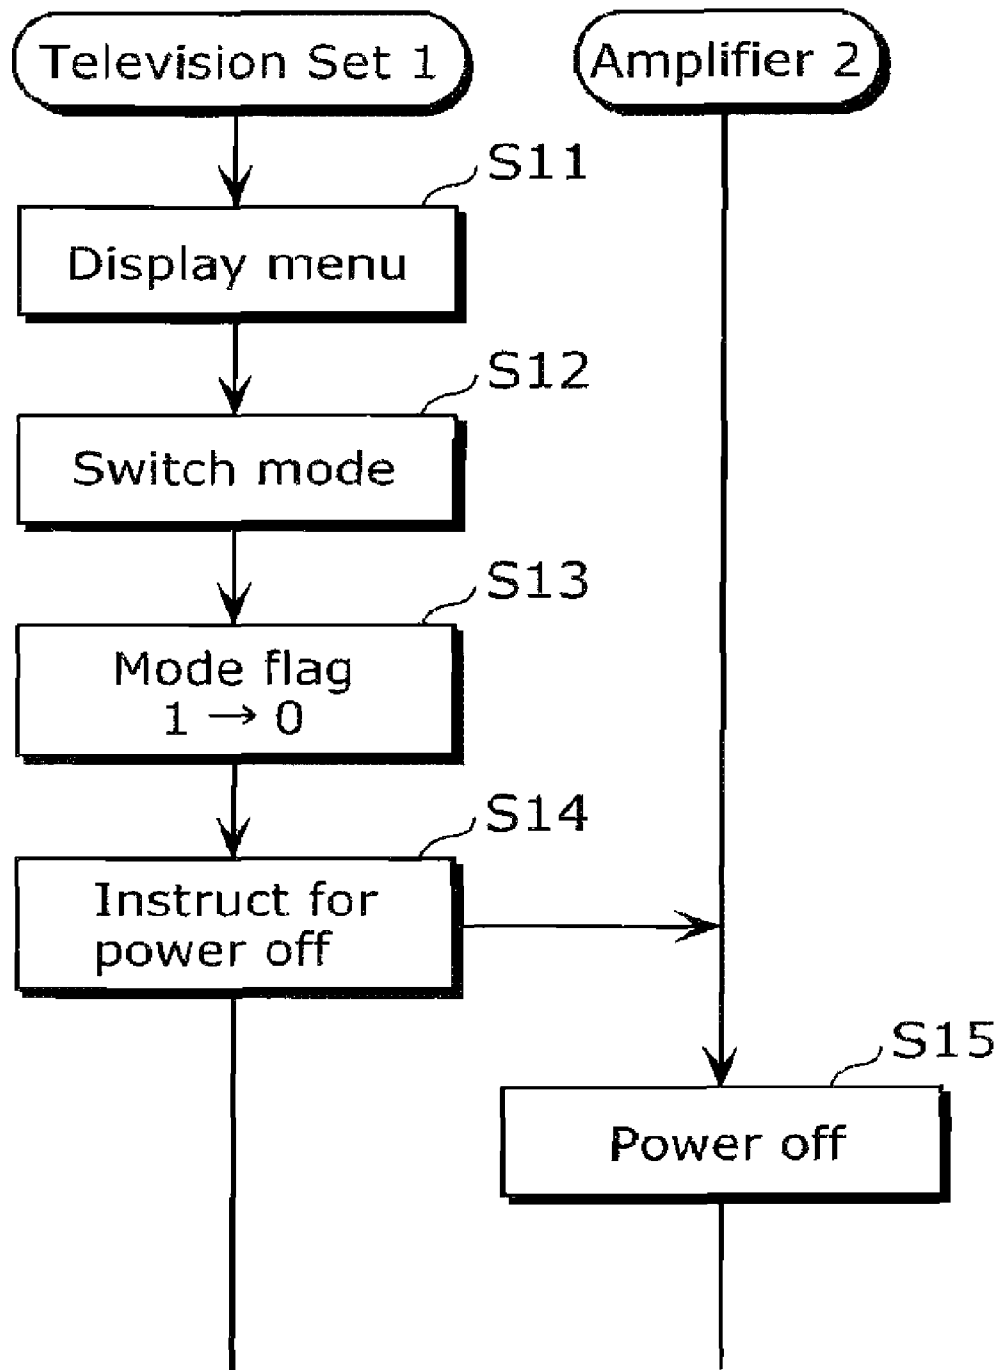 Television Set 1
Amplifier 2
S11
Display menu
S12
Switch mode
S13
Mode flag
1 → 0
S14
Instruct for
power off
S15
Power off